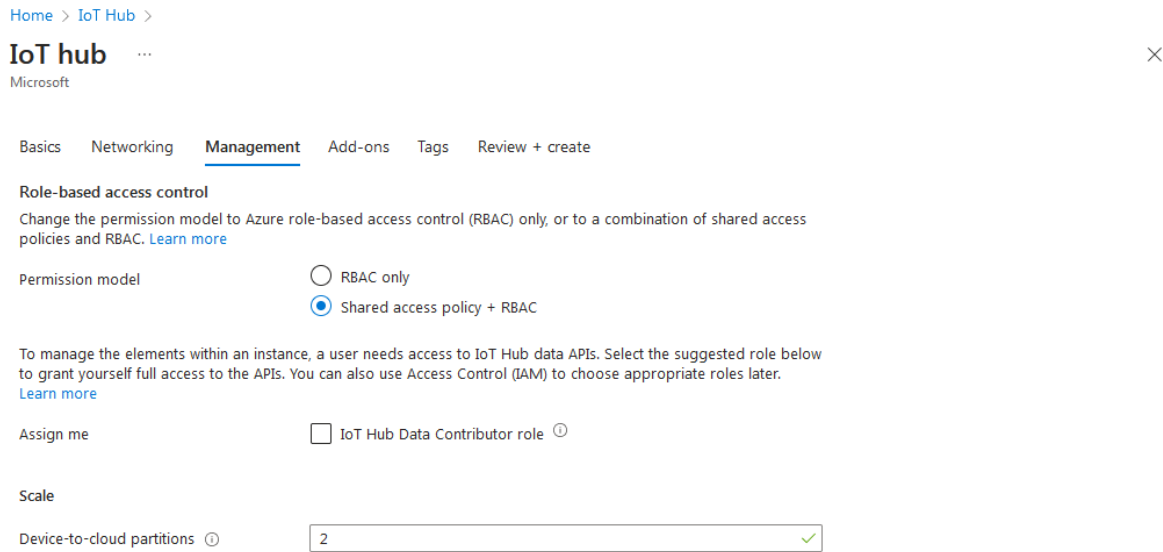 Home > IoT Hub >
IoT hub ...
Microsoft
Basics Networking Management Add-ons Tags Review + create
Role-based access control
Change the permission model to Azure role-based access control (RBAC) only, or to a combination of shared access
policies and RBAC. Learn more
Permission model RBAC only
Shared access policy + RBAC
To manage the elements within an instance, a user needs access to IoT Hub data APIs. Select the suggested role below
to grant yourself full access to the APIs. You can also use Access Control (IAM) to choose appropriate roles later.
Learn more
Assign me IoT Hub Data Contributor role
Scale
Device-to-cloud partitions 2